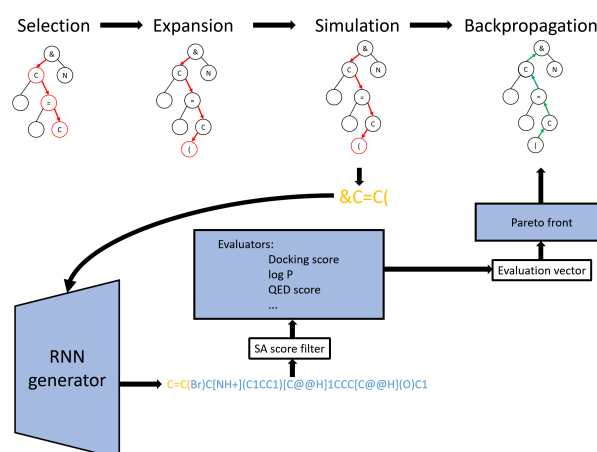 Selection
Expansion
Simulation
Backpropagation
&
C
N
=
C
&
C
N
=
C
(
&
C
N
=
C
(
&
C
N
=
C
(
&C=C(
Evaluators:
Docking score
log P
QED score
...
Pareto front
Evaluation vector
SA score filter
RNN
generator
C=C(Br)C[NH+](C1CC1)[C@@H]1CCC[C@@H](O)C1